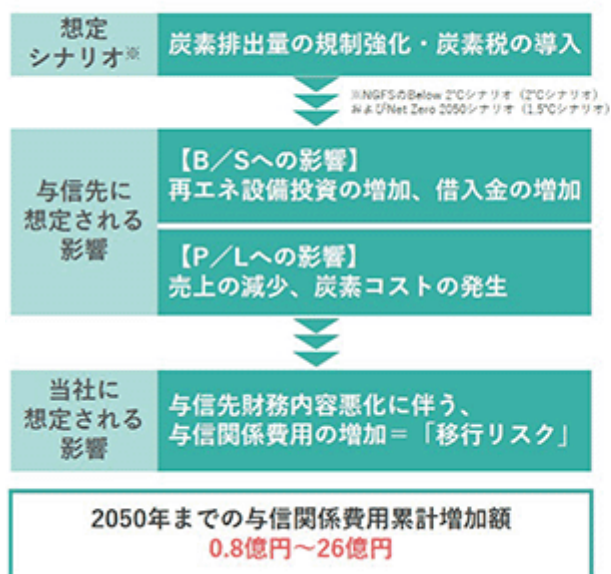 想定
シナリオ※
炭素排出量の規制強化・炭素税の導入
※NGFSのBelow 2℃シナリオ（2℃シナリオ）
およびNet Zero 2050シナリオ（1.5℃シナリオ）
与信先に
想定される
影響
【B／Sへの影響】
再エネ設備投資の増加、借入金の増加
【P／Lへの影響】
売上の減少、炭素コストの発生
当社に
想定される
影響
与信先財務内容悪化に伴う、
与信関係費用の増加＝「移行リスク」
2050年までの与信関係費用累計増加額
0.8億円～26億円